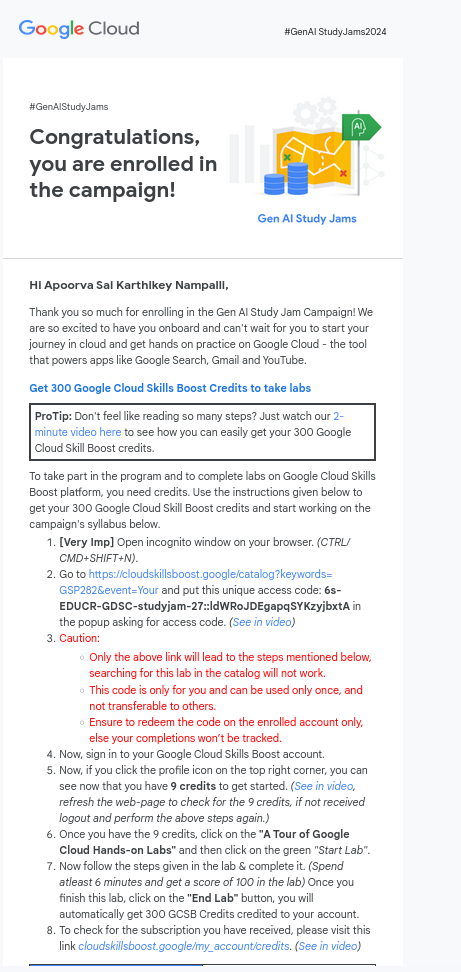 Google Cloud
#GenAI StudyJams2024
#GenAIStudyJams
Congratulations,
you are enrolled in
the campaign!
AI
Gen AI Study Jams
Hi Apoorva Sai Karthikey Nampalli,
Thank you so much for enrolling in the Gen AI Study Jam Campaign! We
are so excited to have you onboard and can't wait for you to start your
journey in cloud and get hands on practice on Google Cloud - the tool
that powers apps like Google Search, Gmail and YouTube.
Get 300 Google Cloud Skills Boost Credits to take labs
ProTip: Don't feel like reading so many steps? Just watch our 2-
minute video here to see how you can easily get your 300 Google
Cloud Skill Boost credits.
To take part in the program and to complete labs on Google Cloud Skills
Boost platform, you need credits. Use the instructions given below to
get your 300 Google Cloud Skill Boost credits and start working on the
campaign's syllabus below.
1. [Very Imp] Open incognito window on your browser. (CTRL/
CMD+SHIFT+N).
2. Go to https://cloudskillsboost.google/catalog?keywords=
GSP282&event=Your and put this unique access code: 6s-
EDUCR-GDSC-studyjam-27::ldWRoJDEgapqSYKzyjbxtA in
the popup asking for access code. (See in video)
3. Caution:
◦ Only the above link will lead to the steps mentioned below,
searching for this lab in the catalog will not work.
◦ This code is only for you and can be used only once, and
not transferable to others.
◦ Ensure to redeem the code on the enrolled account only,
else your completions won't be tracked.
4. Now, sign in to your Google Cloud Skills Boost account.
5. Now, if you click the profile icon on the top right corner, you can
see now that you have 9 credits to get started. (See in video,
refresh the web-page to check for the 9 credits, if not received
logout and perform the above steps again.)
6. Once you have the 9 credits, click on the "A Tour of Google
Cloud Hands-on Labs" and then click on the green "Start Lab".
7. Now follow the steps given in the lab & complete it. (Spend
atleast 6 minutes and get a score of 100 in the lab) Once you
finish this lab, click on the "End Lab" button, you will
automatically get 300 GCSB Credits credited to your account.
8. To check for the subscription you have received, please visit this
link cloudskillsboost.google/my_account/credits. (See in video)